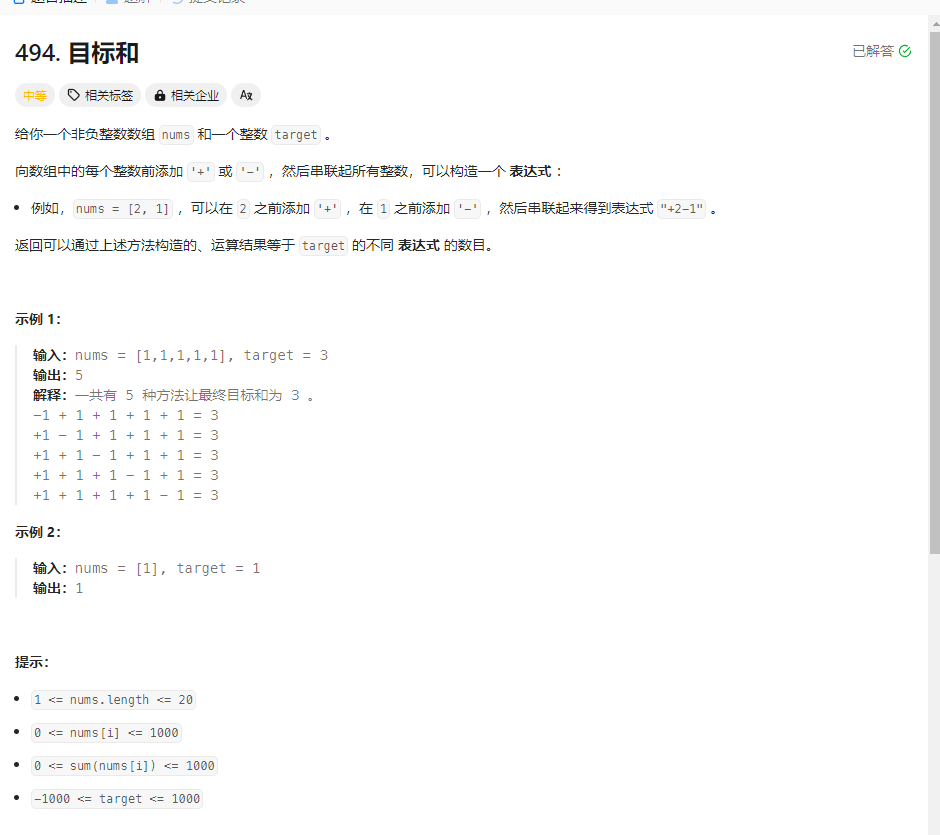 494. 目标和
已解答
中等 相关标签 相关企业
给你一个非负整数数组 nums 和一个整数 target 。
向数组中的每个整数前添加 '+' 或 '-' ，然后串联起所有整数，可以构造一个 表达式 ：
例如，nums = [2, 1] ，可以在 2 之前添加 '+' ，在 1 之前添加 '-' ，然后串联起来得到表达式 "+2-1" 。
返回可以通过上述方法构造的、运算结果等于 target 的不同 表达式 的数目。
示例 1：
输入：nums = [1,1,1,1,1], target = 3
输出：5
解释：一共有 5 种方法让最终目标和为 3 。
-1 + 1 + 1 + 1 + 1 = 3
+1 - 1 + 1 + 1 + 1 = 3
+1 + 1 - 1 + 1 + 1 = 3
+1 + 1 + 1 - 1 + 1 = 3
+1 + 1 + 1 + 1 - 1 = 3
示例 2：
输入：nums = [1], target = 1
输出：1
提示：
1 <= nums.length <= 20
0 <= nums[i] <= 1000
0 <= sum(nums[i]) <= 1000
-1000 <= target <= 1000